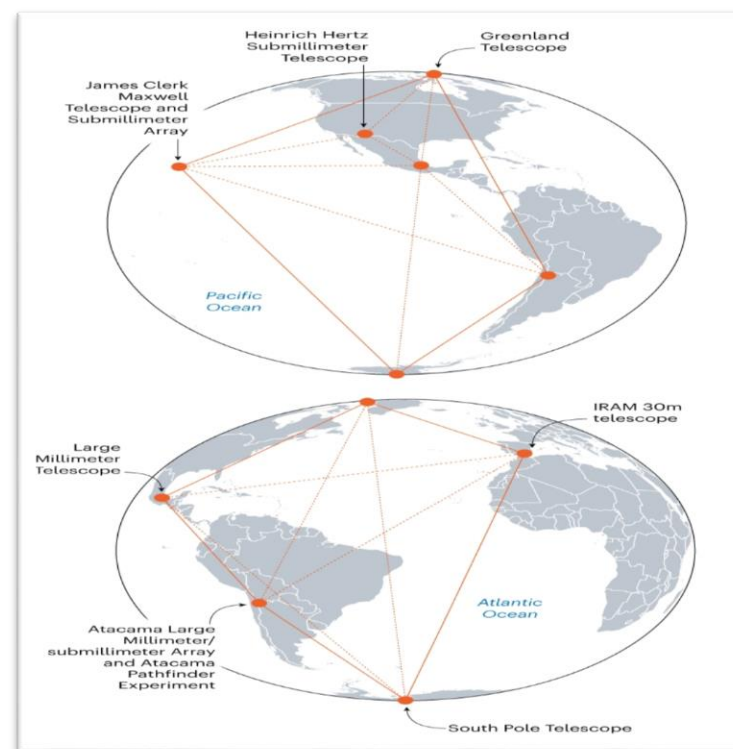 Heinrich Hertz
Submillimeter
Telescope
Greenland
Telescope
James Clerk
Maxwell
Telescope and
Submillimeter
Array
Pacific
Ocean
IRAM 30m
telescope
Large
Millimeter
Telescope
Atlantic
Ocean
Atacama Large
Millimeter/
submillimeter Array
and Atacama
Pathfinder
Experiment
South Pole Telescope